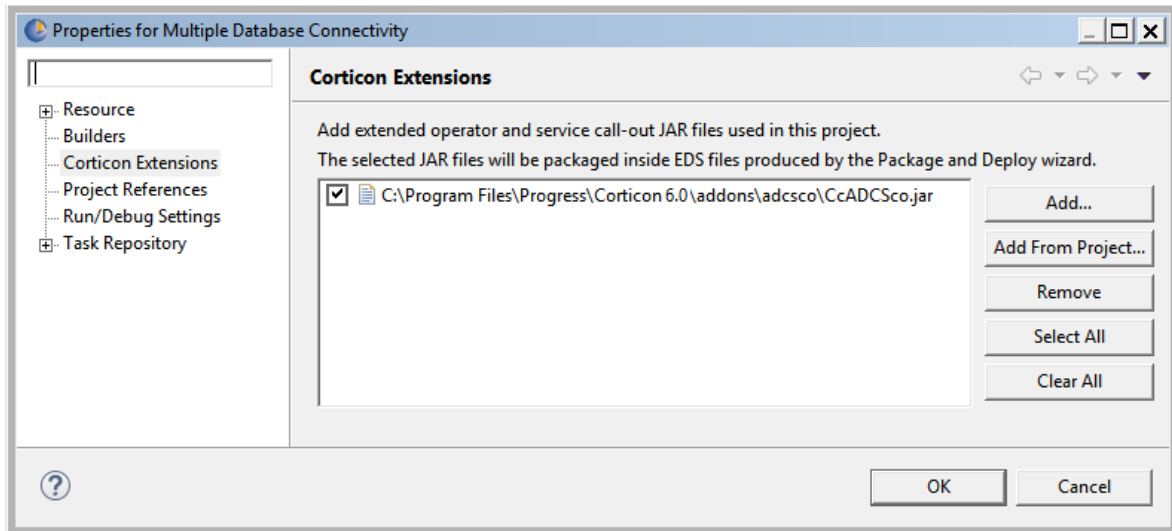 Properties for Multiple Database Connectivity
Corticon Extensions
Resource
Builders
Corticon Extensions
Project References
Run/Debug Settings
Task Repository
Add extended operator and service call-out JAR files used in this project.
The selected JAR files will be packaged inside EDS files produced by the Package and Deploy wizard.
C:\Program Files\Progress\Corticon 6.0\addons\adcsco\CcADCSco.jar
Add...
Add From Project...
Remove
Select All
Clear All
OK
Cancel